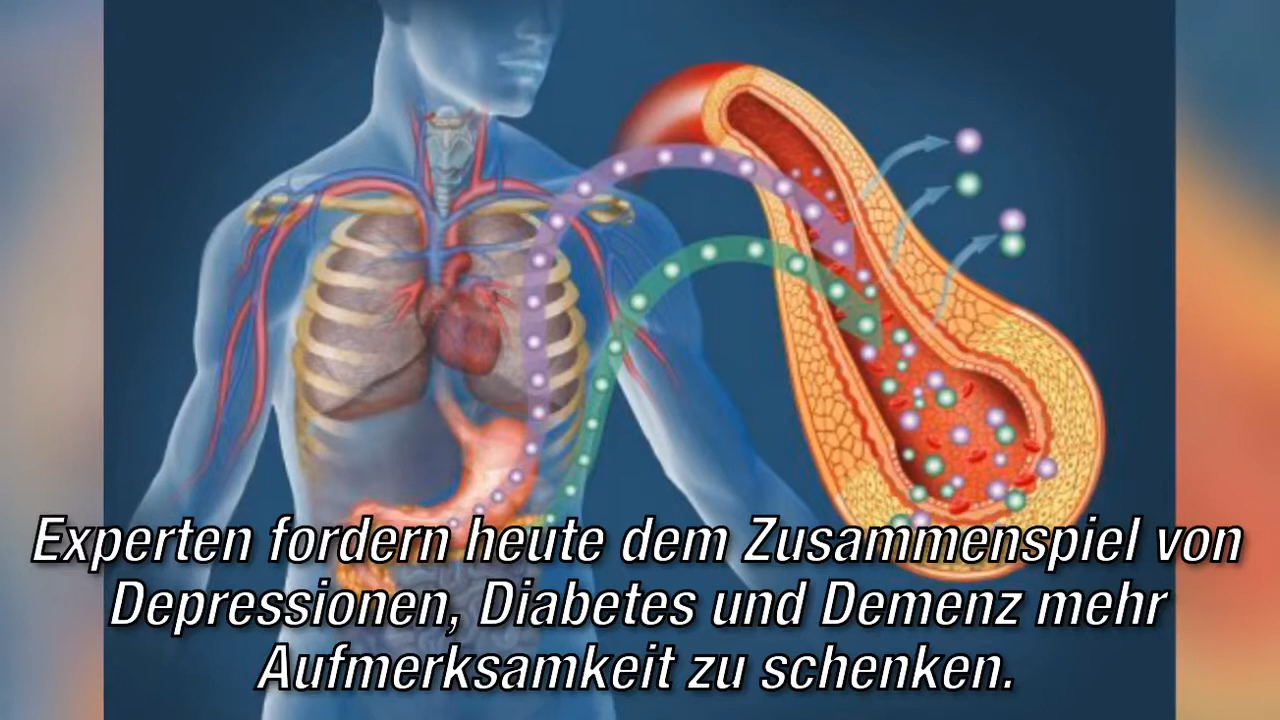 Experten fordern heute dem Zusammenspiel von
Depressionen, Diabetes und Demenz mehr
Aufmerksamkeit zu schenken.